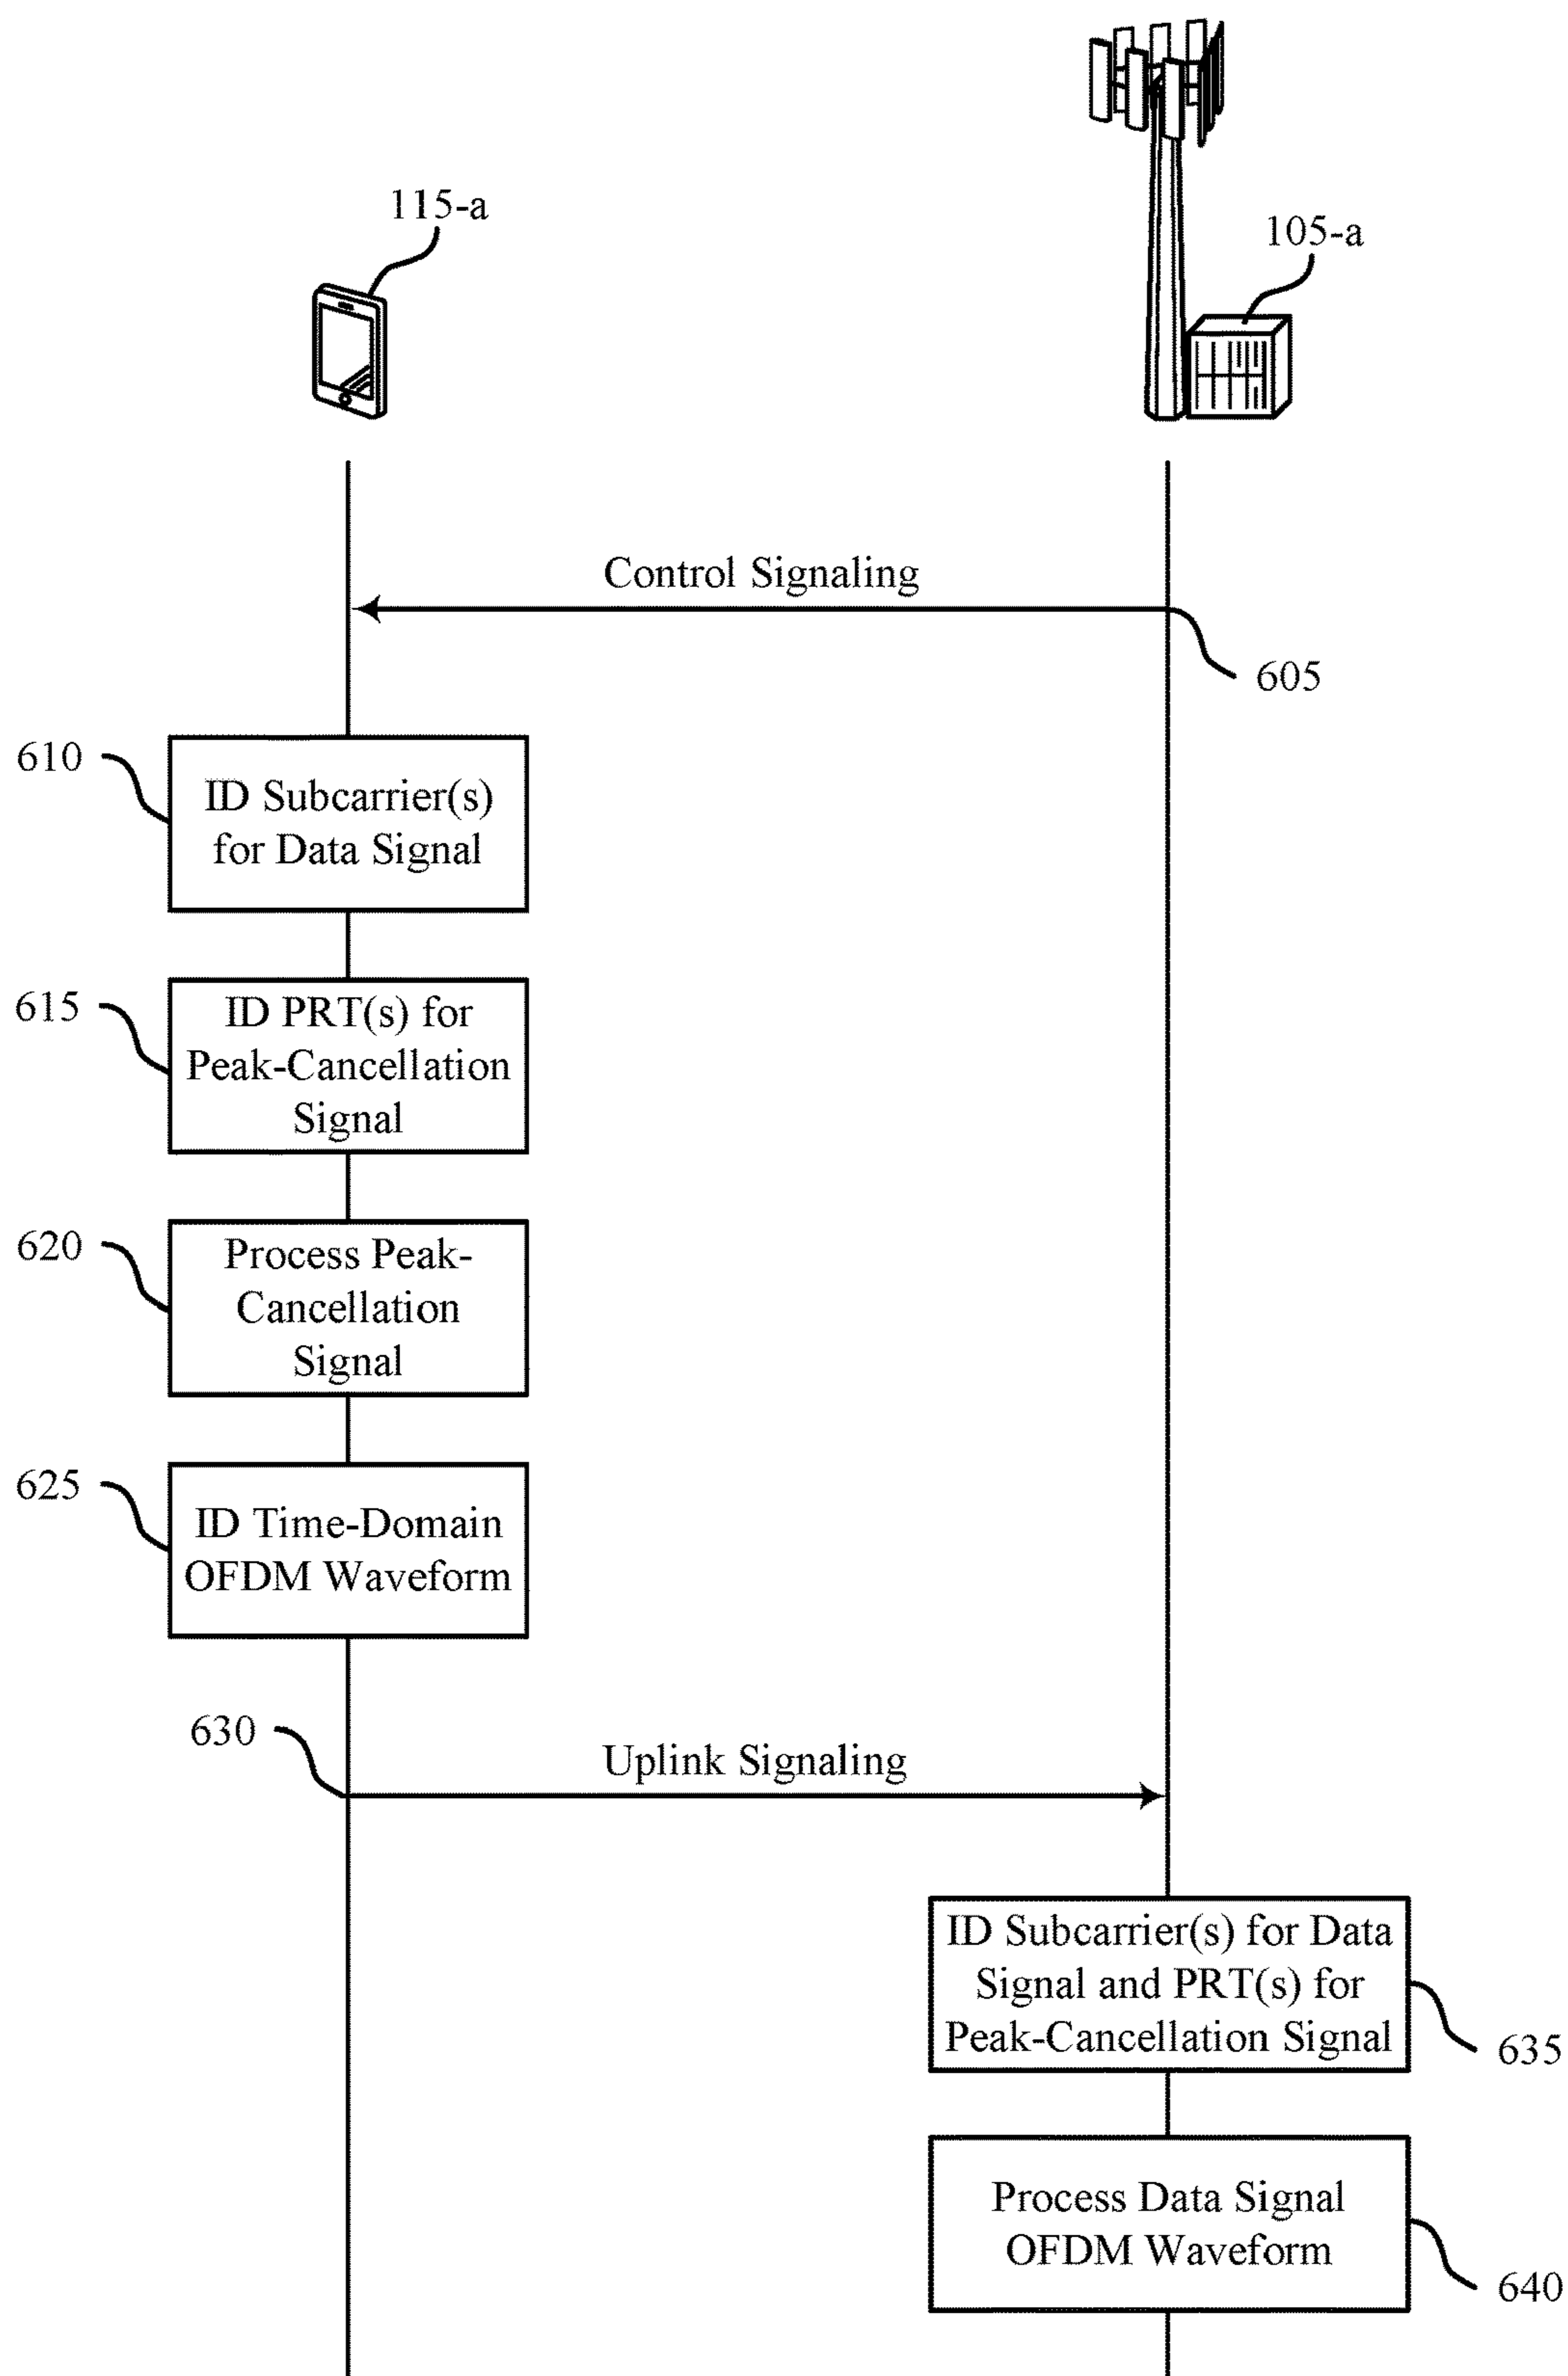 115-a
105-a
Control Signaling
605
610
ID Subcarrier(s)
for Data Signal
615
ID PRT(s) for
Peak-Cancellation
Signal
620
Process Peak-
Cancellation
Signal
625
ID Time-Domain
OFDM Waveform
630
Uplink Signaling
ID Subcarrier(s) for Data
Signal and PRT(s) for
Peak-Cancellation Signal
635
Process Data Signal
OFDM Waveform
640